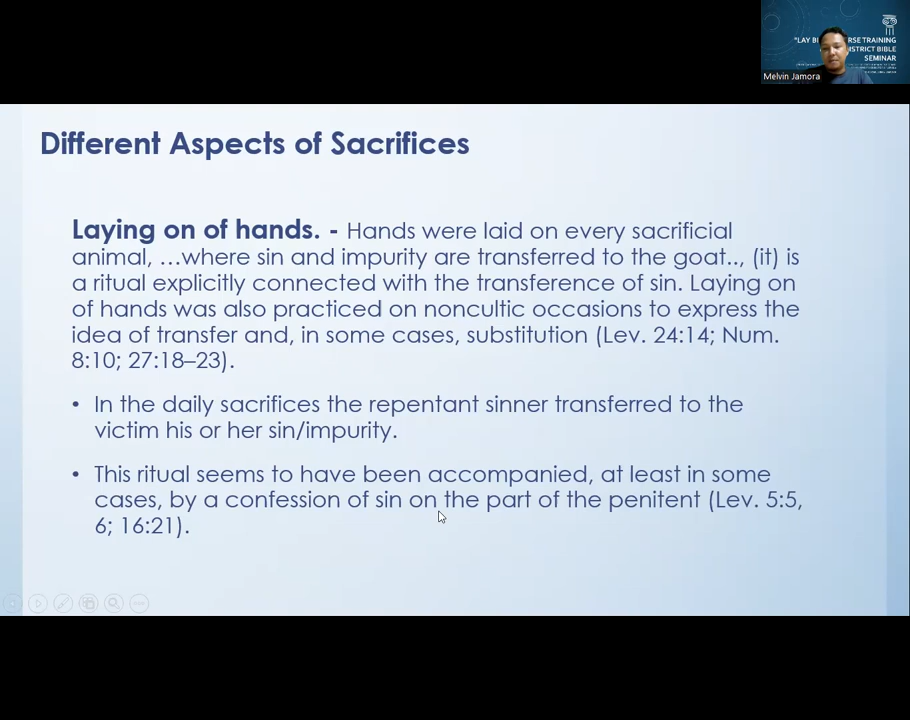 "LAY BI RSE TRAINING
ISTRICT BIBLE
SEMINAR
Melvin Jamora
Different Aspects of Sacrifices
Laying on of hands. - Hands were laid on every sacrificial
animal, …where sin and impurity are transferred to the goat.., (it) is
a ritual explicitly connected with the transference of sin. Laying on
of hands was also practiced on noncultic occasions to express the
idea of transfer and, in some cases, substitution (Lev. 24:14; Num.
8:10; 27:18–23).
• In the daily sacrifices the repentant sinner transferred to the
victim his or her sin/impurity.
• This ritual seems to have been accompanied, at least in some
cases, by a confession of sin on the part of the penitent (Lev. 5:5,
6; 16:21).